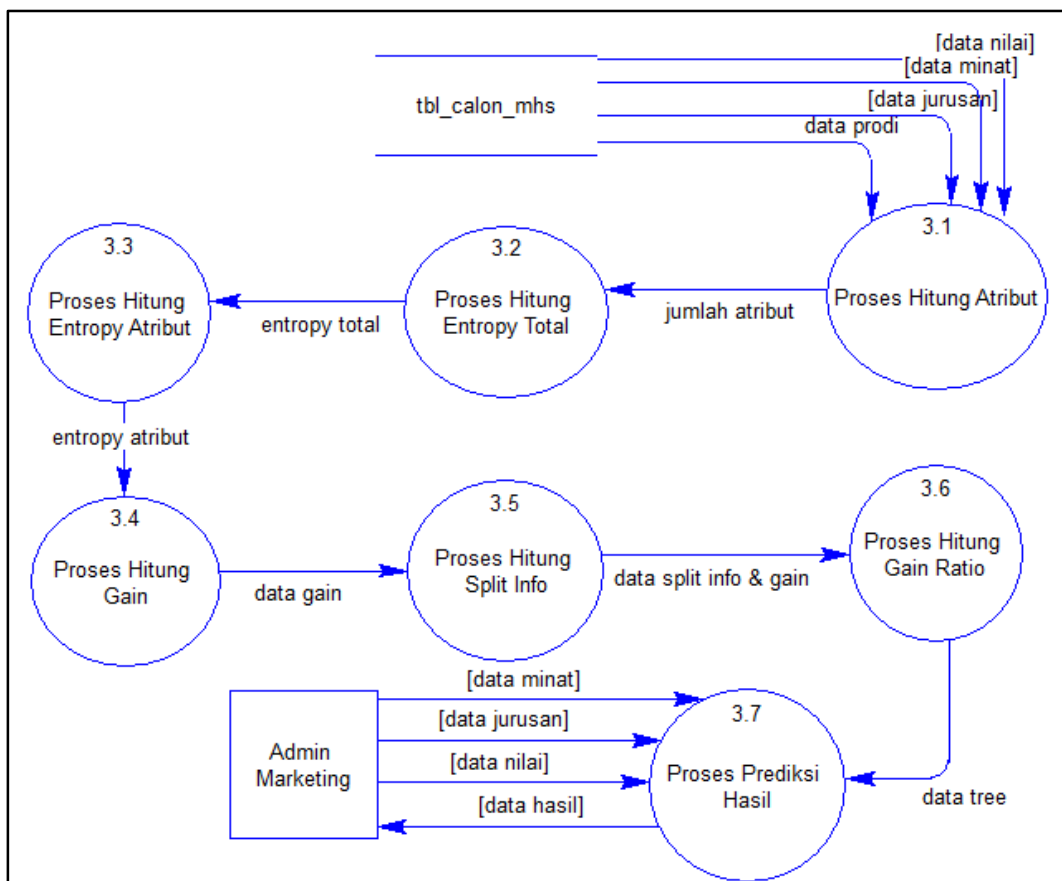 [data nilai]
[data minat]
[data jurusan]
data prodi
tbl_calon_mhs
3.1
Proses Hitung Atribut
jumlah atribut
3.2
Proses Hitung
Entropy Total
entropy total
3.3
Proses Hitung
Entropy Atribut
entropy atribut
3.4
Proses Hitung
Gain
data gain
3.5
Proses Hitung
Split Info
data split info & gain
3.6
Proses Hitung
Gain Ratio
data tree
3.7
Proses Prediksi
Hasil
[data minat]
[data jurusan]
[data nilai]
[data hasil]
Admin
Marketing